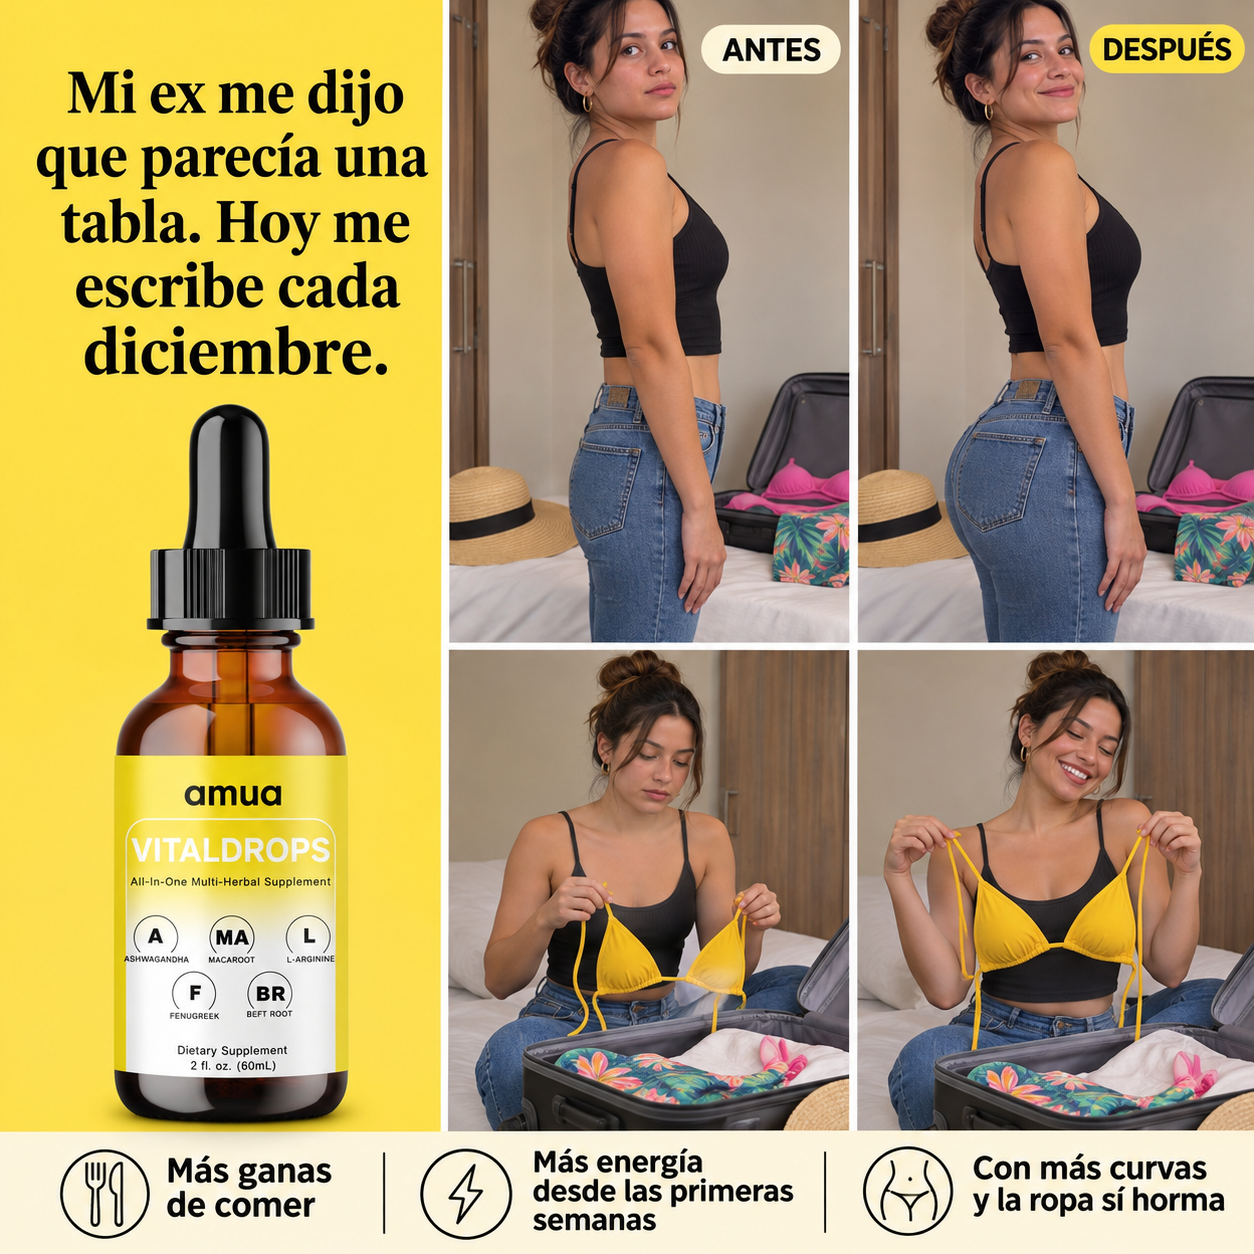 Mi ex me dijo
que parecía una
tabla. Hoy me
escribe cada
diciembre.
ANTES
DESPUÉS
amua
VITALDROPS
All-In-One Multi-Herbal Supplement
A
ASHWAGANDHA
MA
MACAROOT
L
L-ARGININE
F
FENUGREEK
BR
BEFT ROOT
Dietary Supplement
2 fl. oz. (60mL)
Más ganas
de comer
Más energía
desde las primeras
semanas
Con más curvas
y la ropa sí horma